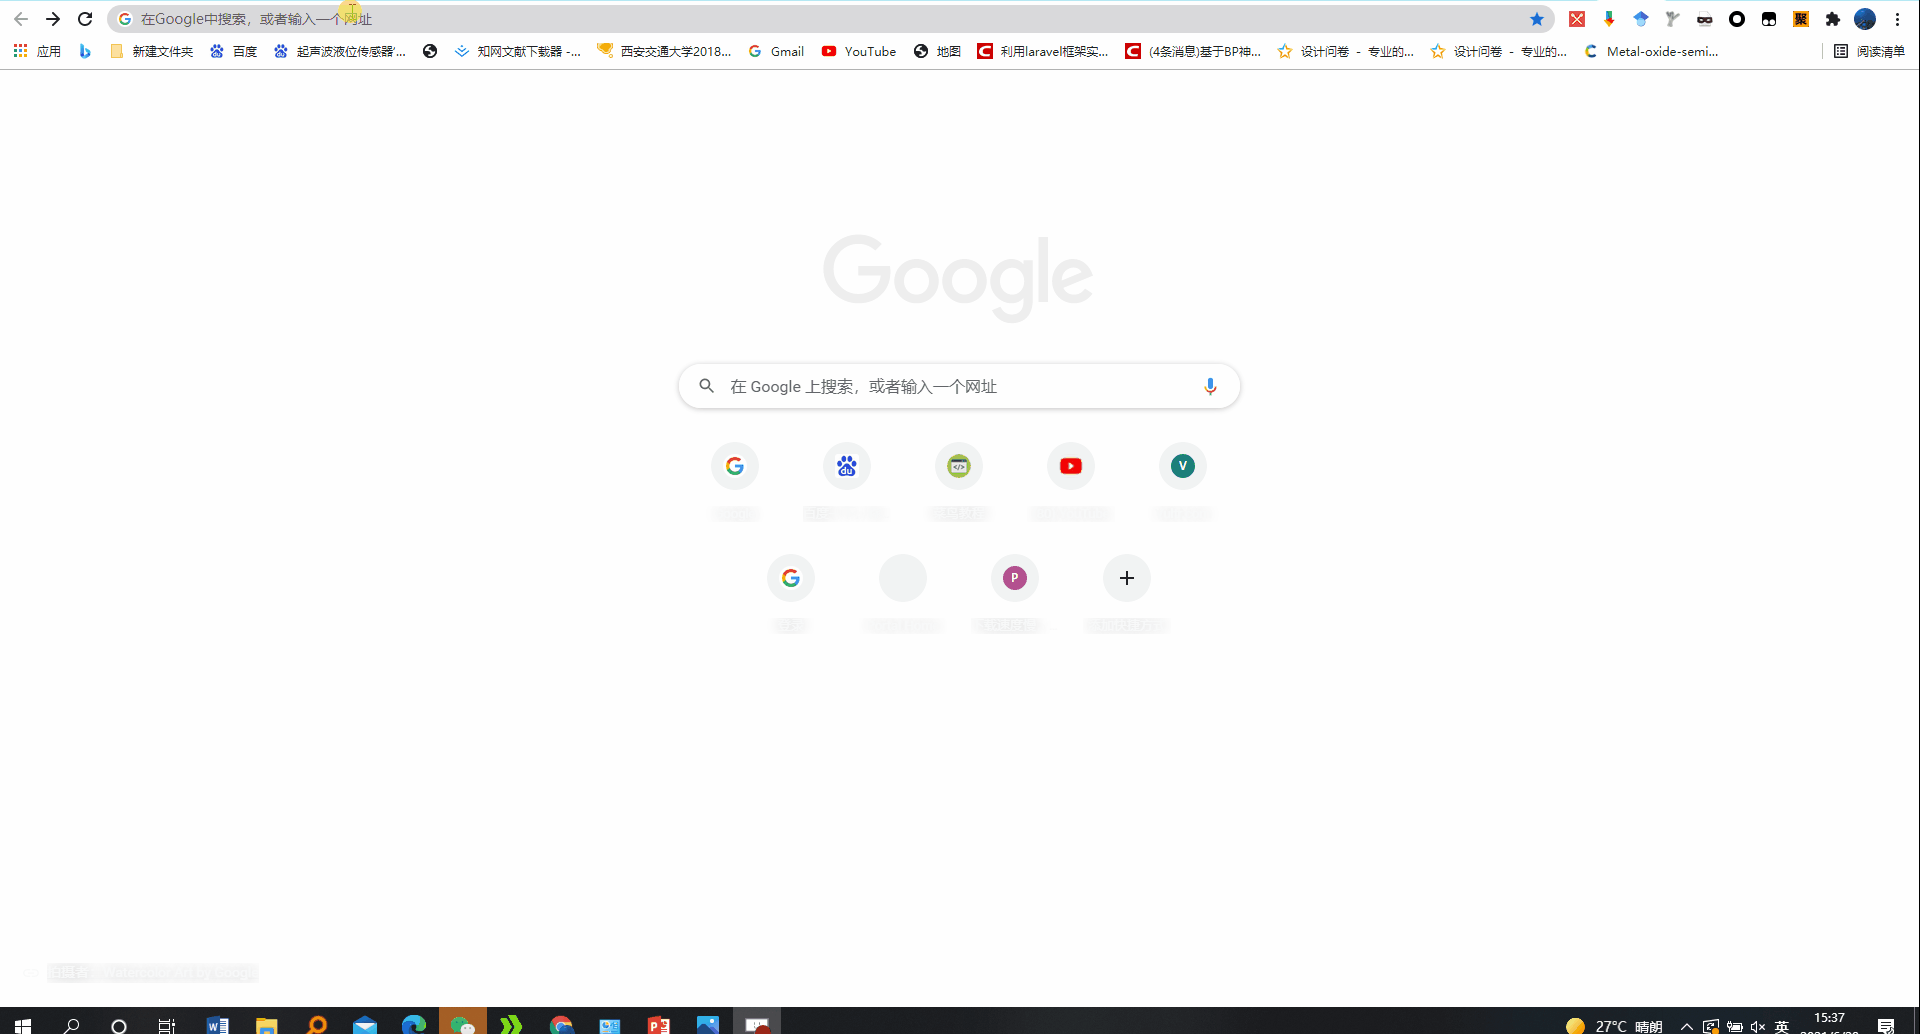 在Google中搜索，或者输入一个网址
应用 新建文件夹 百度 起声波液位传感器'... 知网文献下载器 -... 西安交通大学2018... Gmail YouTube 地图 利用laravel框架实... (4条消息)基于BP神... 设计问卷 - 专业的... 设计问卷 - 专业的... Metal-oxide-semi... 阅读清单
Google
在 Google 上搜索，或者输入一个网址
27°C 晴朗 英 15:37